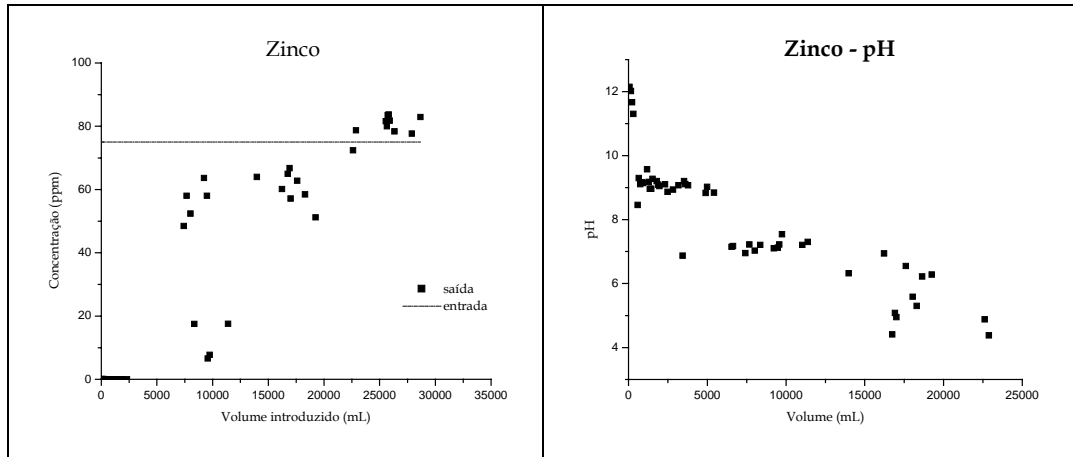 Zinco
100
80
60
40
20
0
Concentração (ppm)
0 5000 10000 15000 20000 25000 30000 35000
Volume introduzido (mL)
saída
entrada
Zinco - pH
12
10
8
6
4
pH
0 5000 10000 15000 20000 25000
Volume (mL)